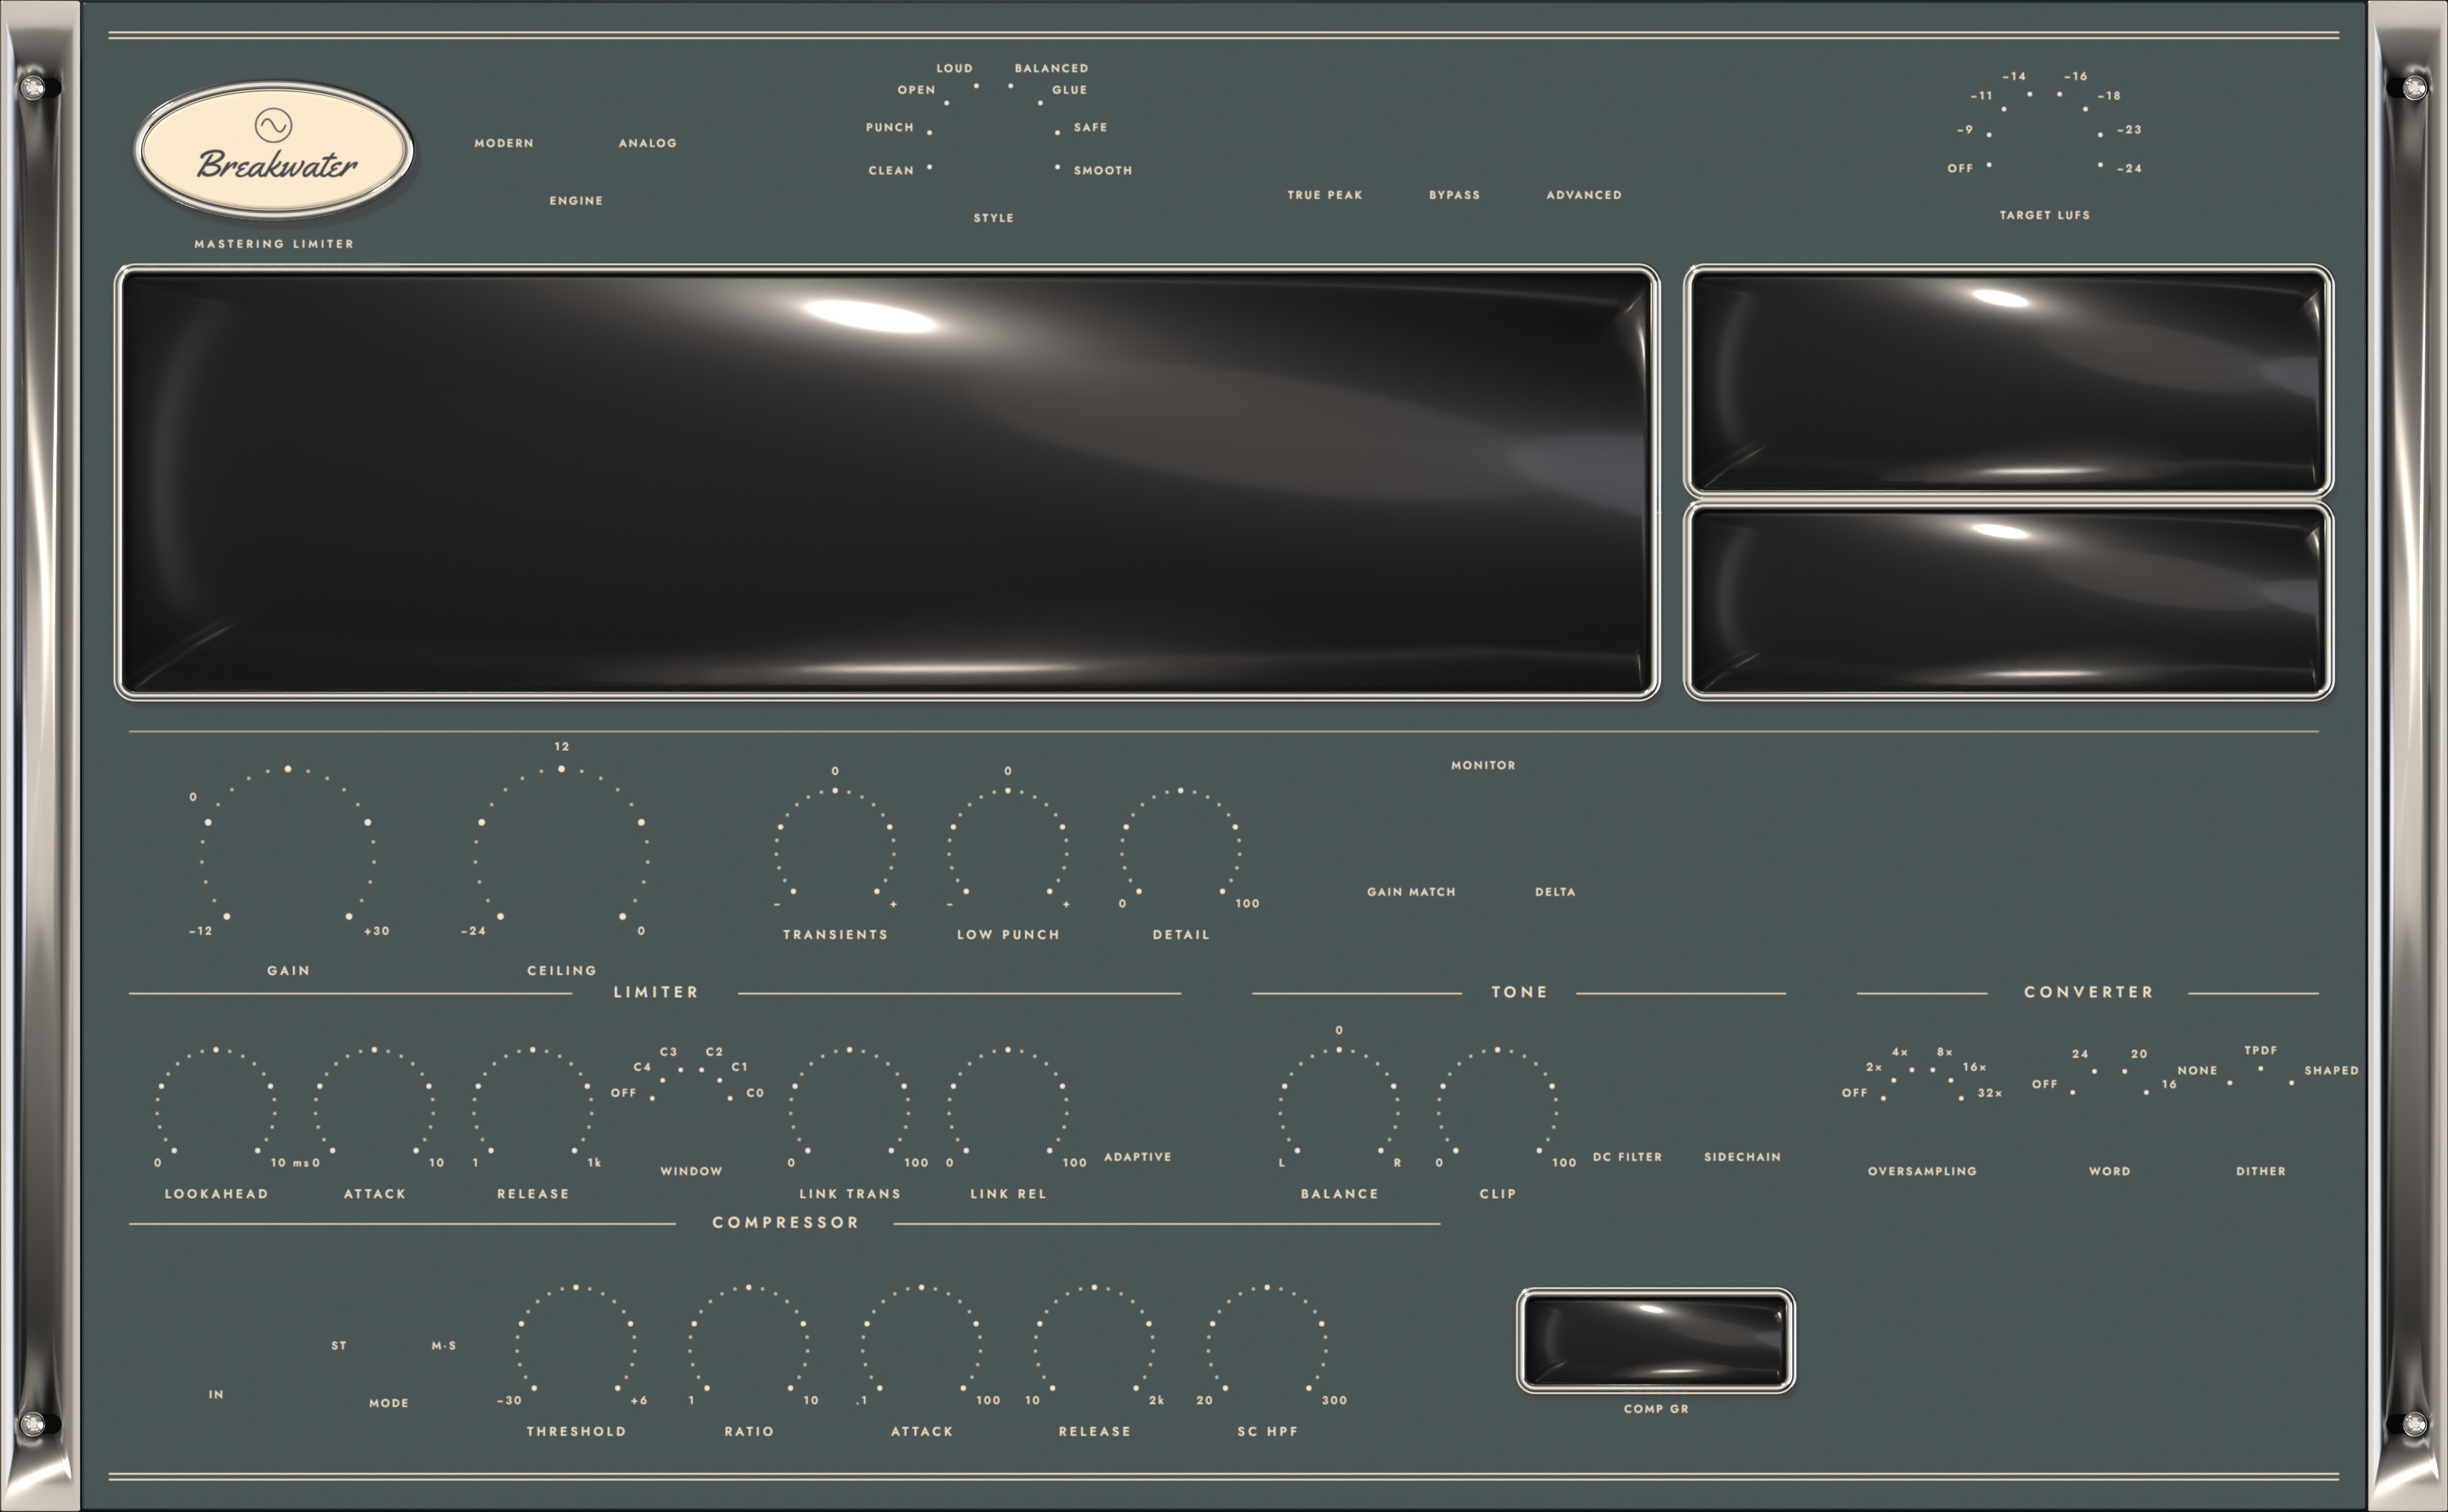 LOUD BALANCED
OPEN GLUE
PUNCH SAFE
CLEAN SMOOTH
STYLE
Breakwater
MASTERING LIMITER
MODERN ANALOG
ENGINE
TRUE PEAK BYPASS ADVANCED
-14 -16
-11 -18
-9 -23
OFF -24
TARGET LUFS
0
-12 +30
GAIN
12
-24 0
CEILING
0
- +
TRANSIENTS
0
- +
LOW PUNCH
0 100
DETAIL
MONITOR
GAIN MATCH DELTA
LIMITER
TONE
CONVERTER
0 10 ms
LOOKAHEAD
0 10
ATTACK
1 1k
RELEASE
C3 C2
C4 C1
OFF C0
WINDOW
0 100
LINK TRANS
0 100
LINK REL
ADAPTIVE
0
L R
BALANCE
0 100
CLIP
DC FILTER SIDECHAIN
4x 8x
2x 16x
OFF 32x
OVERSAMPLING
24 20
OFF 16
WORD
TPDF
NONE SHAPED
DITHER
COMPRESSOR
IN
ST M·S
MODE
-30 +6
THRESHOLD
1 10
RATIO
.1 100
ATTACK
10 2k
RELEASE
20 300
SC HPF
COMP GR